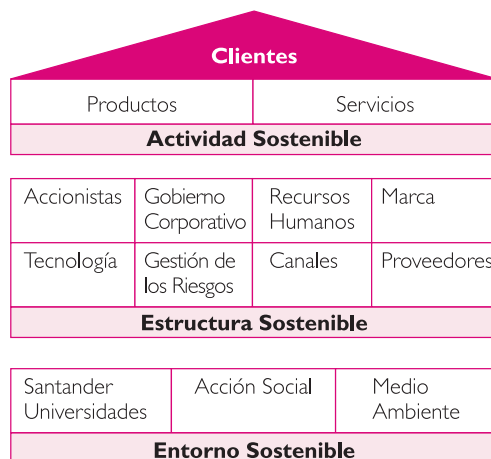 Clientes
Productos Servicios
Actividad Sostenible
Accionistas Gobierno Recursos Marca
Corporativo Humanos
Tecnología Gestión de Canales Proveedores
los Riesgos
Estructura Sostenible
Santander Acción Social Medio
Universidades Ambiente
Entorno Sostenible